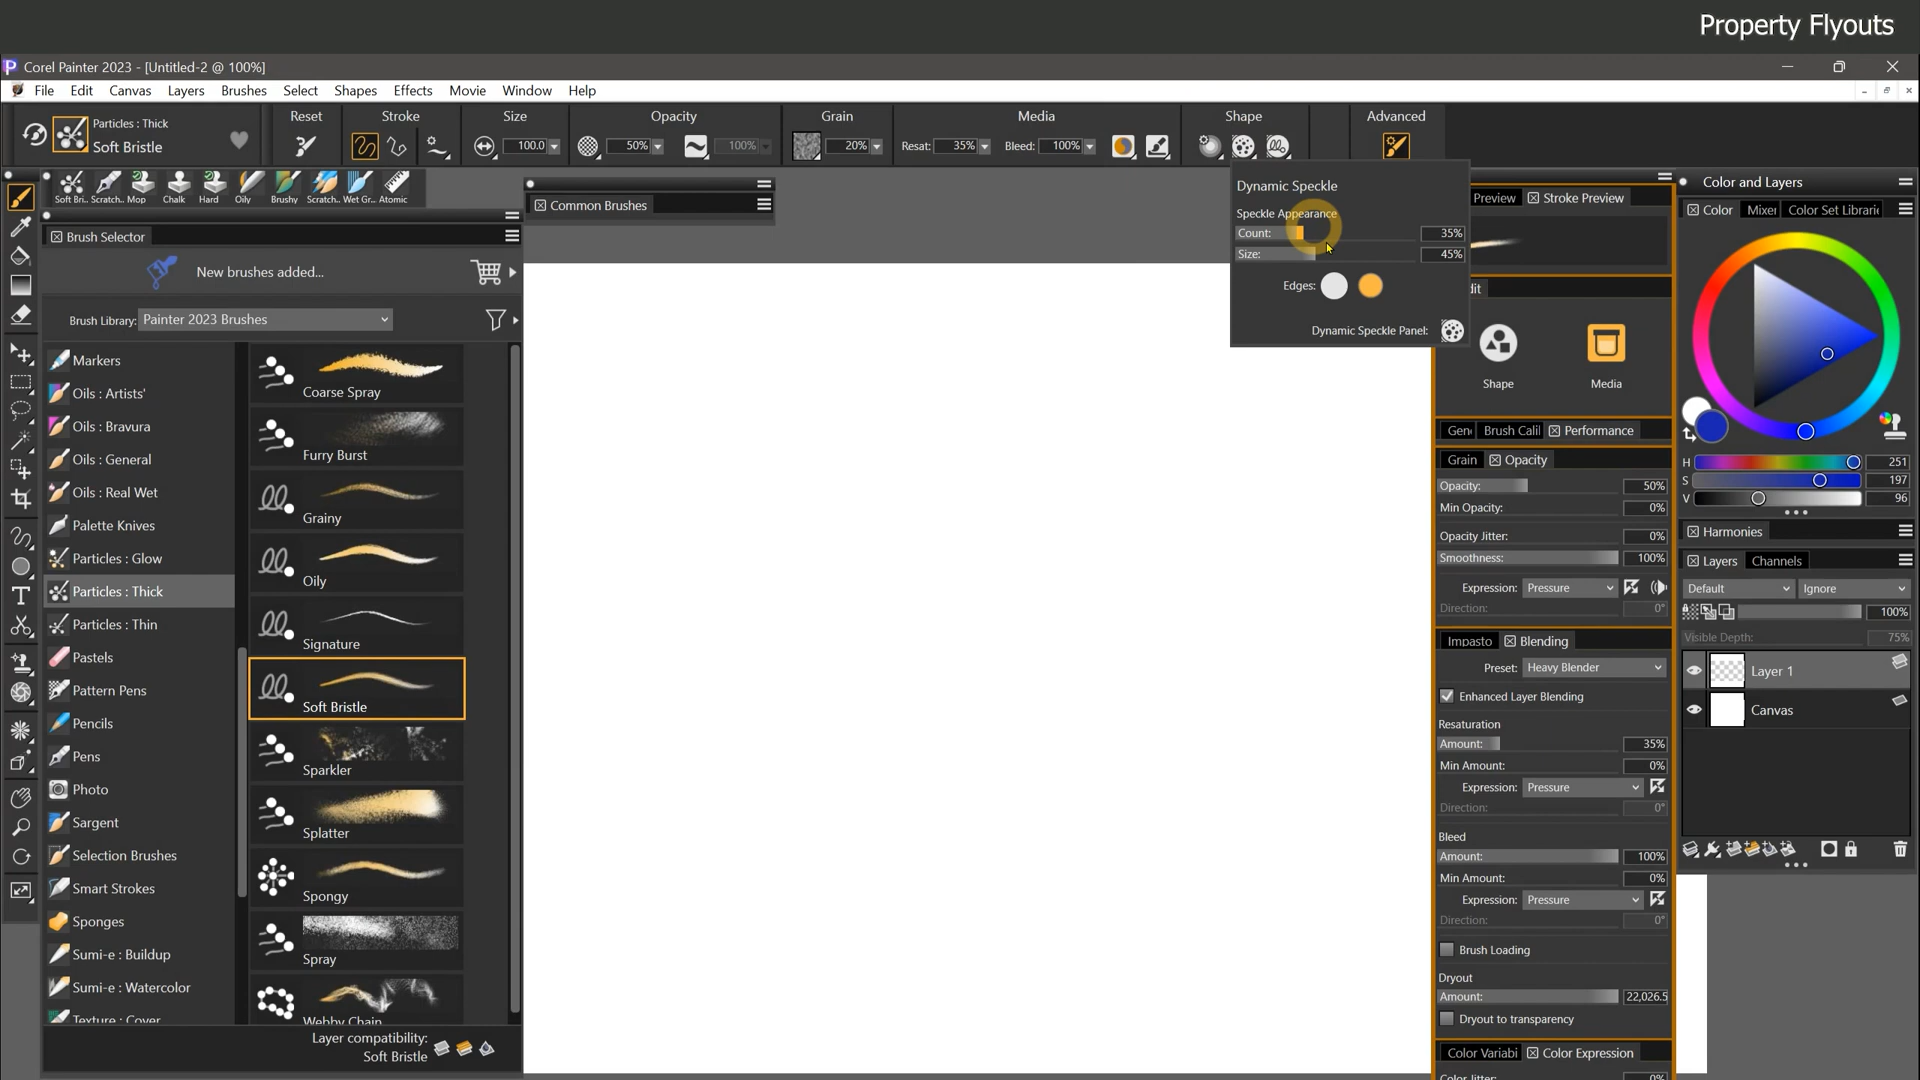 Property Flyouts
Corel Painter 2023 - [Untitled-2 @ 100%]
File Edit Canvas Layers Brushes Select Shapes Effects Movie Window Help
Particles : Thick
Soft Bristle
Reset Stroke Size Opacity Grain Media Shape Advanced
100.0 50% 100% 20% Resat: 35% Bleed: 100%
Soft Bri.. Scratch.. Mop Chalk Hard Oily Brushy Scratch.. Wet Gr... Atomic
Common Brushes
Brush Selector
New brushes added...
Brush Library: Painter 2023 Brushes
Markers
Oils : Artists'
Oils : Bravura
Oils : General
Oils : Real Wet
Palette Knives
Particles : Glow
Particles : Thick
Particles : Thin
Pastels
Pattern Pens
Pencils
Pens
Photo
Sargent
Selection Brushes
Smart Strokes
Sponges
Sumi-e : Buildup
Sumi-e : Watercolor
Texture : Cover
Coarse Spray
Furry Burst
Grainy
Oily
Signature
Soft Bristle
Sparkler
Splatter
Spongy
Spray
Webby Chain
Layer compatibility:
Soft Bristle
Dynamic Speckle
Speckle Appearance
Count: 35%
Size: 45%
Edges:
Dynamic Speckle Panel:
Preview Stroke Preview
dit
Shape Media
Gen Brush Cali Performance
Grain Opacity
Opacity: 50%
Min Opacity: 0%
Opacity Jitter: 0%
Smoothness: 100%
Expression: Pressure
Direction: 0°
Impasto Blending
Preset: Heavy Blender
Enhanced Layer Blending
Resaturation
Amount: 35%
Min Amount: 0%
Expression: Pressure
Direction: 0°
Bleed
Amount: 100%
Min Amount: 0%
Expression: Pressure
Direction: 0°
Brush Loading
Dryout
Amount: 22,026.5
Dryout to transparency
Color Variabi Color Expression
Color Jitter: 0%
Color and Layers
Color Mixer Color Set Librarie
H 251
S 197
V 96
Harmonies
Layers Channels
Default Ignore
100%
Visible Depth: 75%
Layer 1
Canvas